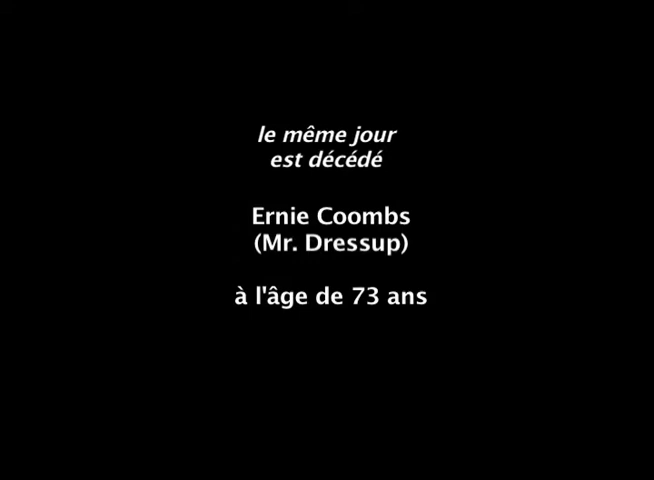 le même jour
est décédé
Ernie Coombs
(Mr. Dressup)
à l'âge de 73 ans